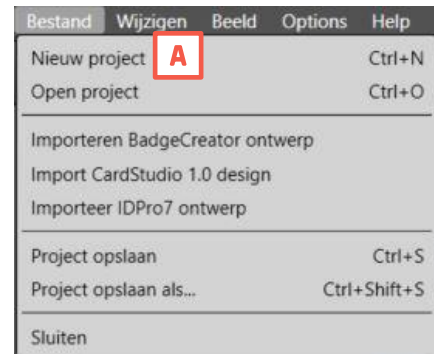 Bestand Wijzigen Beeld Options Help
Nieuw project A Ctrl+N
Open project Ctrl+O
Importeren BadgeCreator ontwerp
Import CardStudio 1.0 design
Importeer IDPro7 ontwerp
Project opslaan Ctrl+S
Project opslaan als... Ctrl+Shift+S
Sluiten